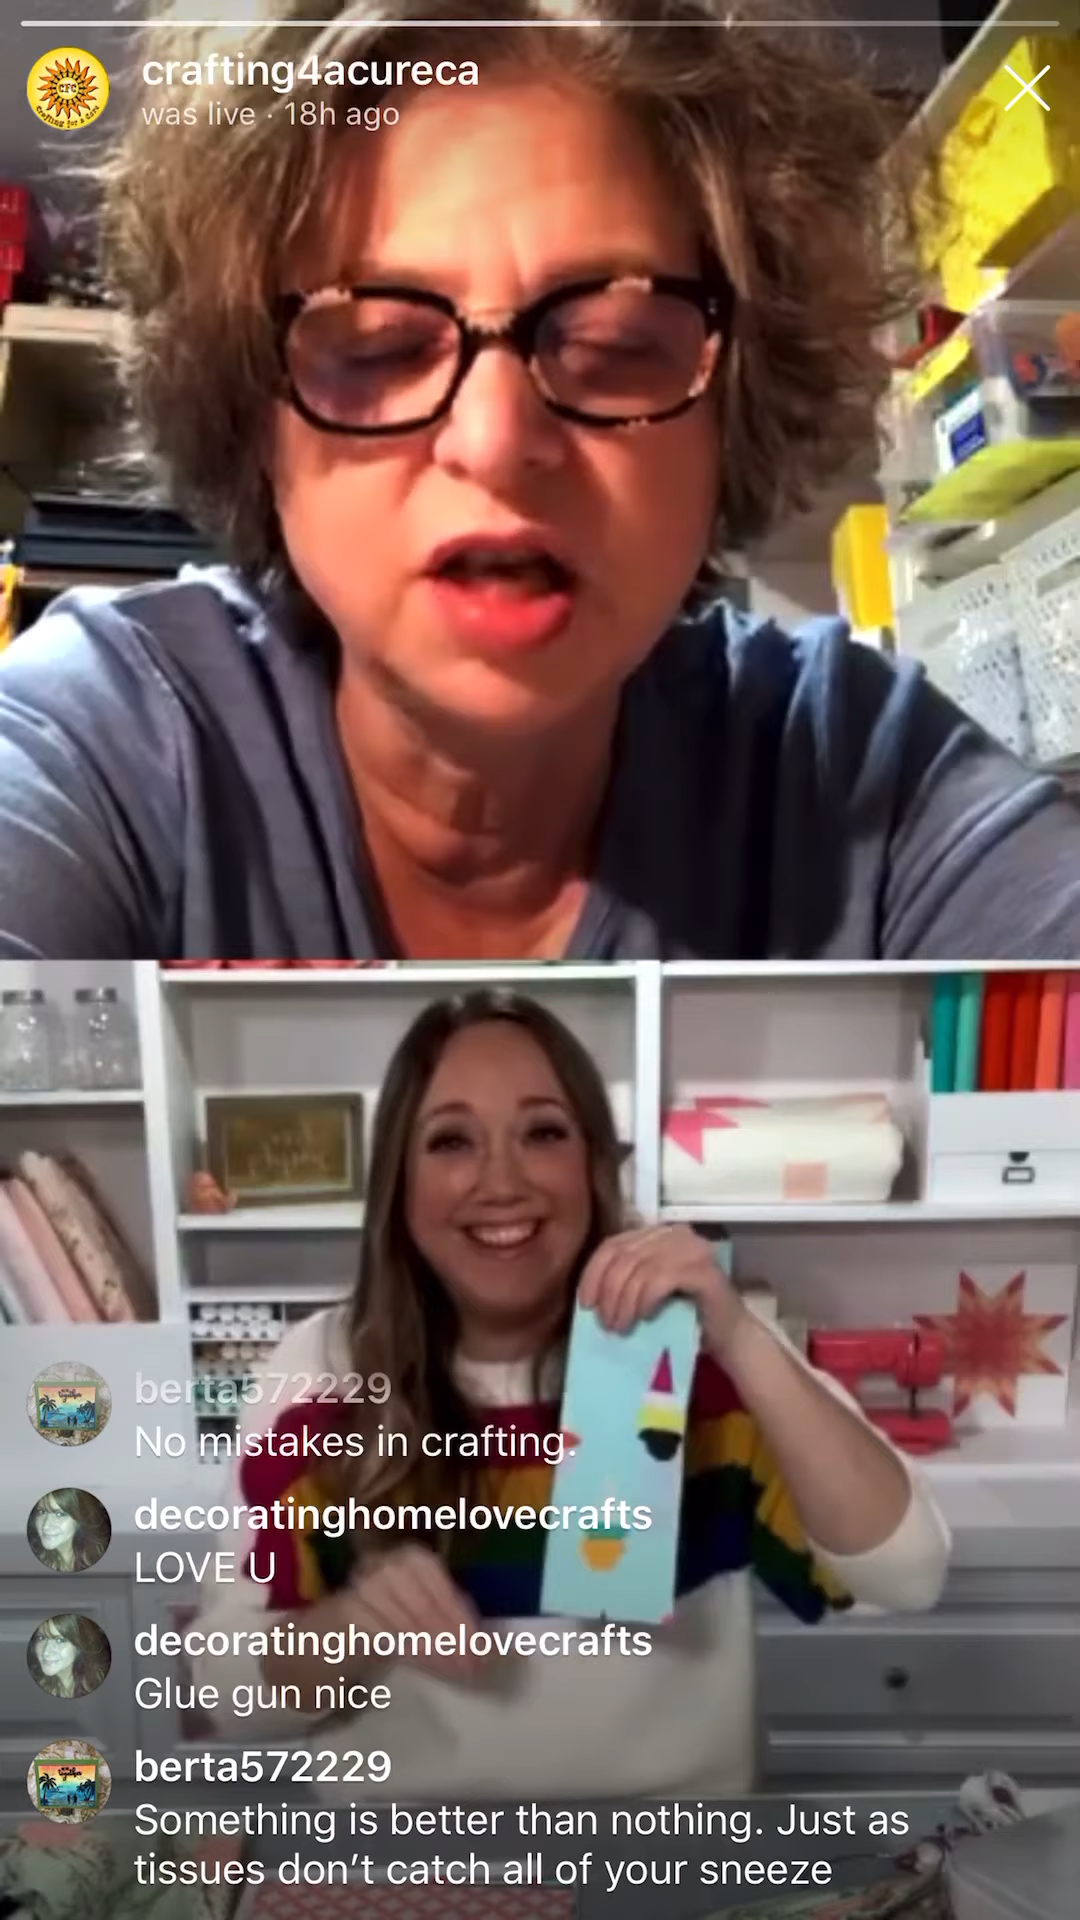 crafting4acureca
was live · 18h ago
CFC
berta572229
No mistakes in crafting.
decoratinghomelovecrafts
LOVE U
decoratinghomelovecrafts
Glue gun nice
berta572229
Something is better than nothing. Just as
tissues don't catch all of your sneeze